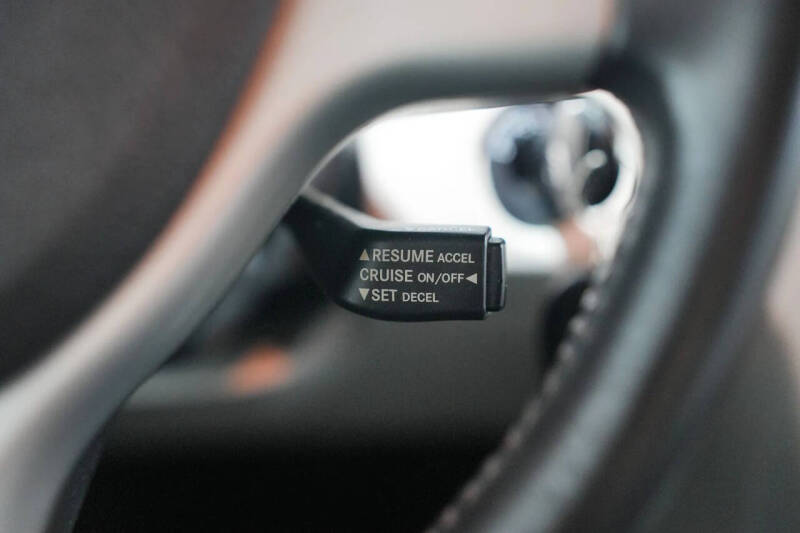 ▲RESUME ACCEL
CRUISE ON/OFF◀
▼SET DECEL